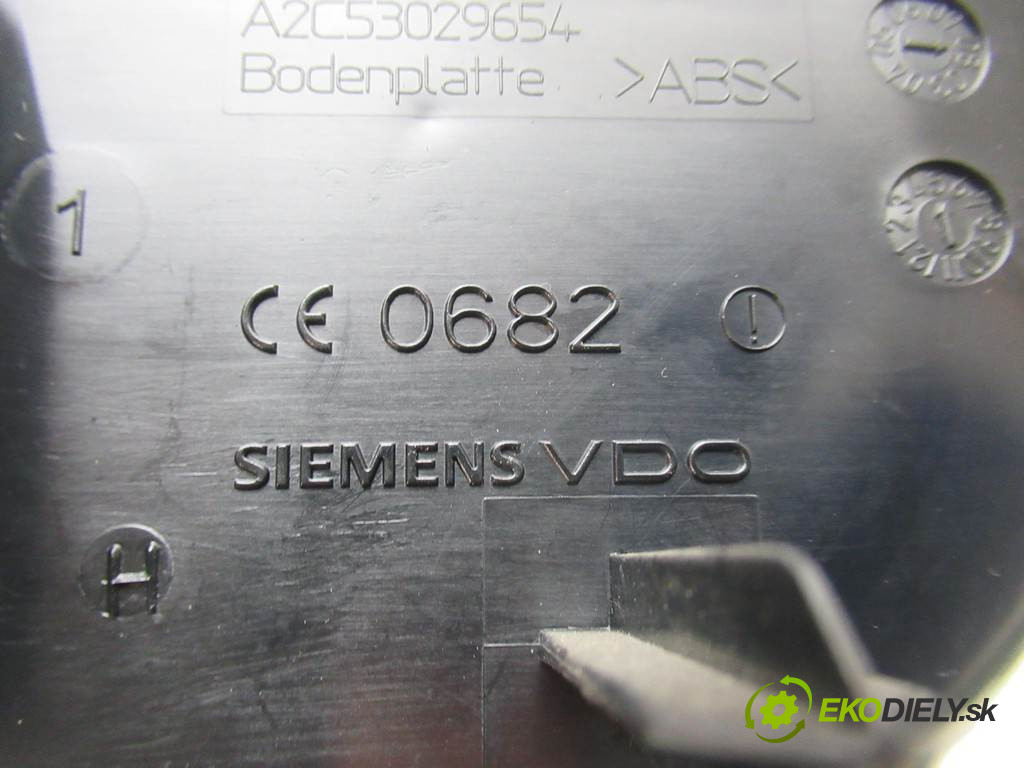 A2C53029654
Bodenplatte >ABS<
1
CE 0682 !
SIEMENS VDO
H
EKODIELY.sk